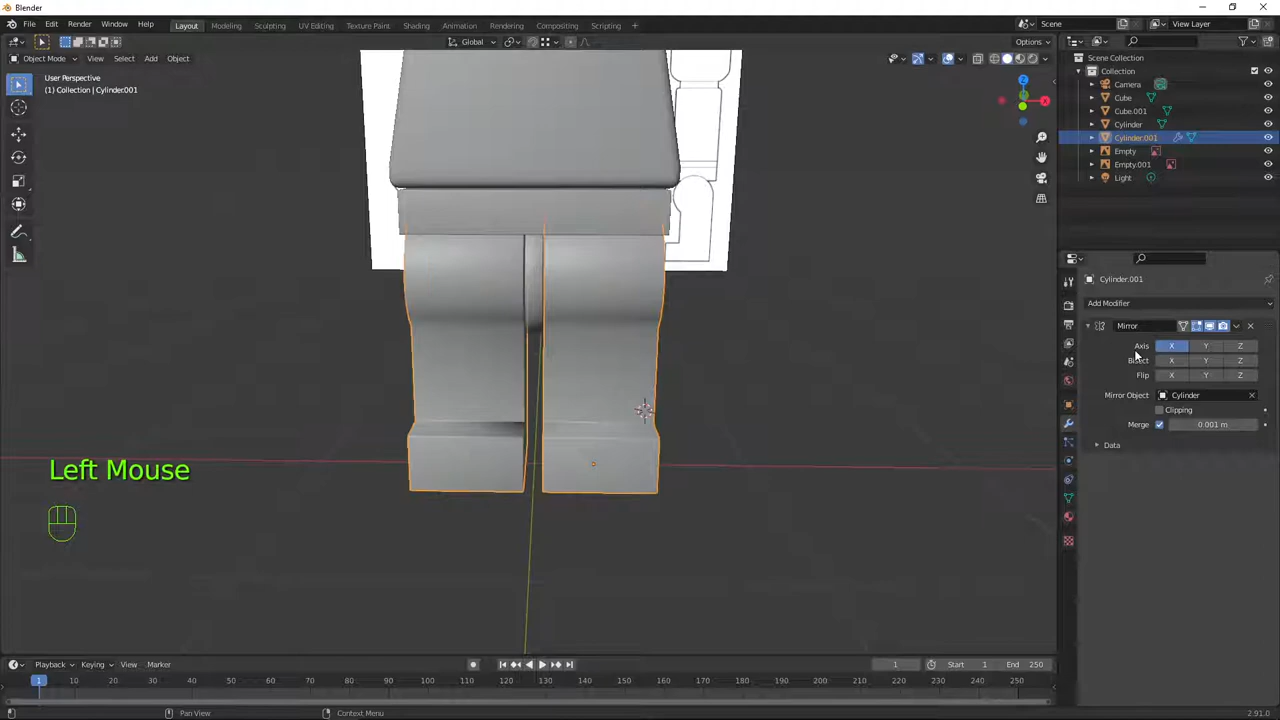 Blender
File Edit Render Window Help Layout Modeling Sculpting UV Editing Texture Paint Shading Animation Rendering Compositing Scripting + Scene View Layer
Global Options
Object Mode View Select Add Object
User Perspective
(1) Collection | Cylinder.001
Z
X
Scene Collection
Collection
Camera
Cube
Cube.001
Cylinder
Cylinder.001
Empty
Empty.001
Light
Cylinder.001
Add Modifier
Mirror
Axis X Y Z
Bisect X Y Z
Flip X Y Z
Mirror Object Cylinder
Clipping
Merge 0.001 m
Data
Left Mouse
Playback Keying View Marker 1 Start 1 End 250
1 10 20 30 40 50 60 70 80 90 100 110 120 130 140 150 160 170 180 190 200 210 220 230 240 250
Select Pan View Context Menu 2.91.0